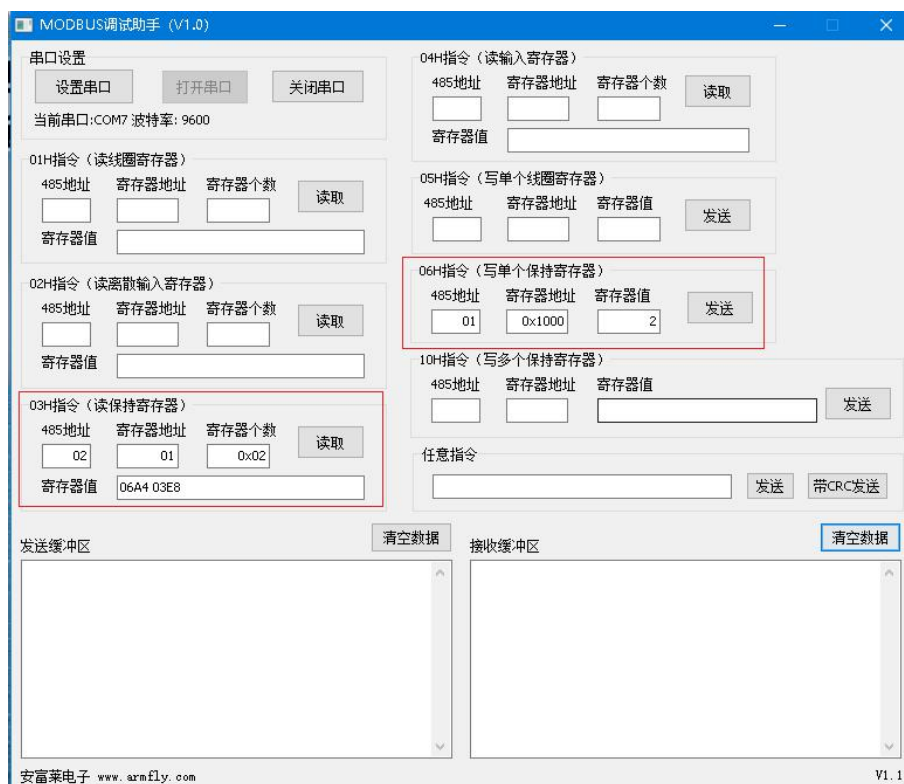 MODBUS调试助手 (V1.0)
串口设置
设置串口 打开串口 关闭串口
当前串口:COM7 波特率: 9600
01H指令（读线圈寄存器）
485地址 寄存器地址 寄存器个数
读取
寄存器值
02H指令（读离散输入寄存器）
485地址 寄存器地址 寄存器个数
读取
寄存器值
03H指令（读保持寄存器）
485地址 寄存器地址 寄存器个数
02 01 0x02 读取
寄存器值 06A4 03E8
04H指令（读输入寄存器）
485地址 寄存器地址 寄存器个数
读取
寄存器值
05H指令（写单个线圈寄存器）
485地址 寄存器地址 寄存器值
发送
06H指令（写单个保持寄存器）
485地址 寄存器地址 寄存器值
01 0x1000 2 发送
10H指令（写多个保持寄存器）
485地址 寄存器地址 寄存器值
发送
任意指令
发送 带CRC发送
发送缓冲区 清空数据
接收缓冲区 清空数据
安富莱电子 www.armfly.com
V1.1